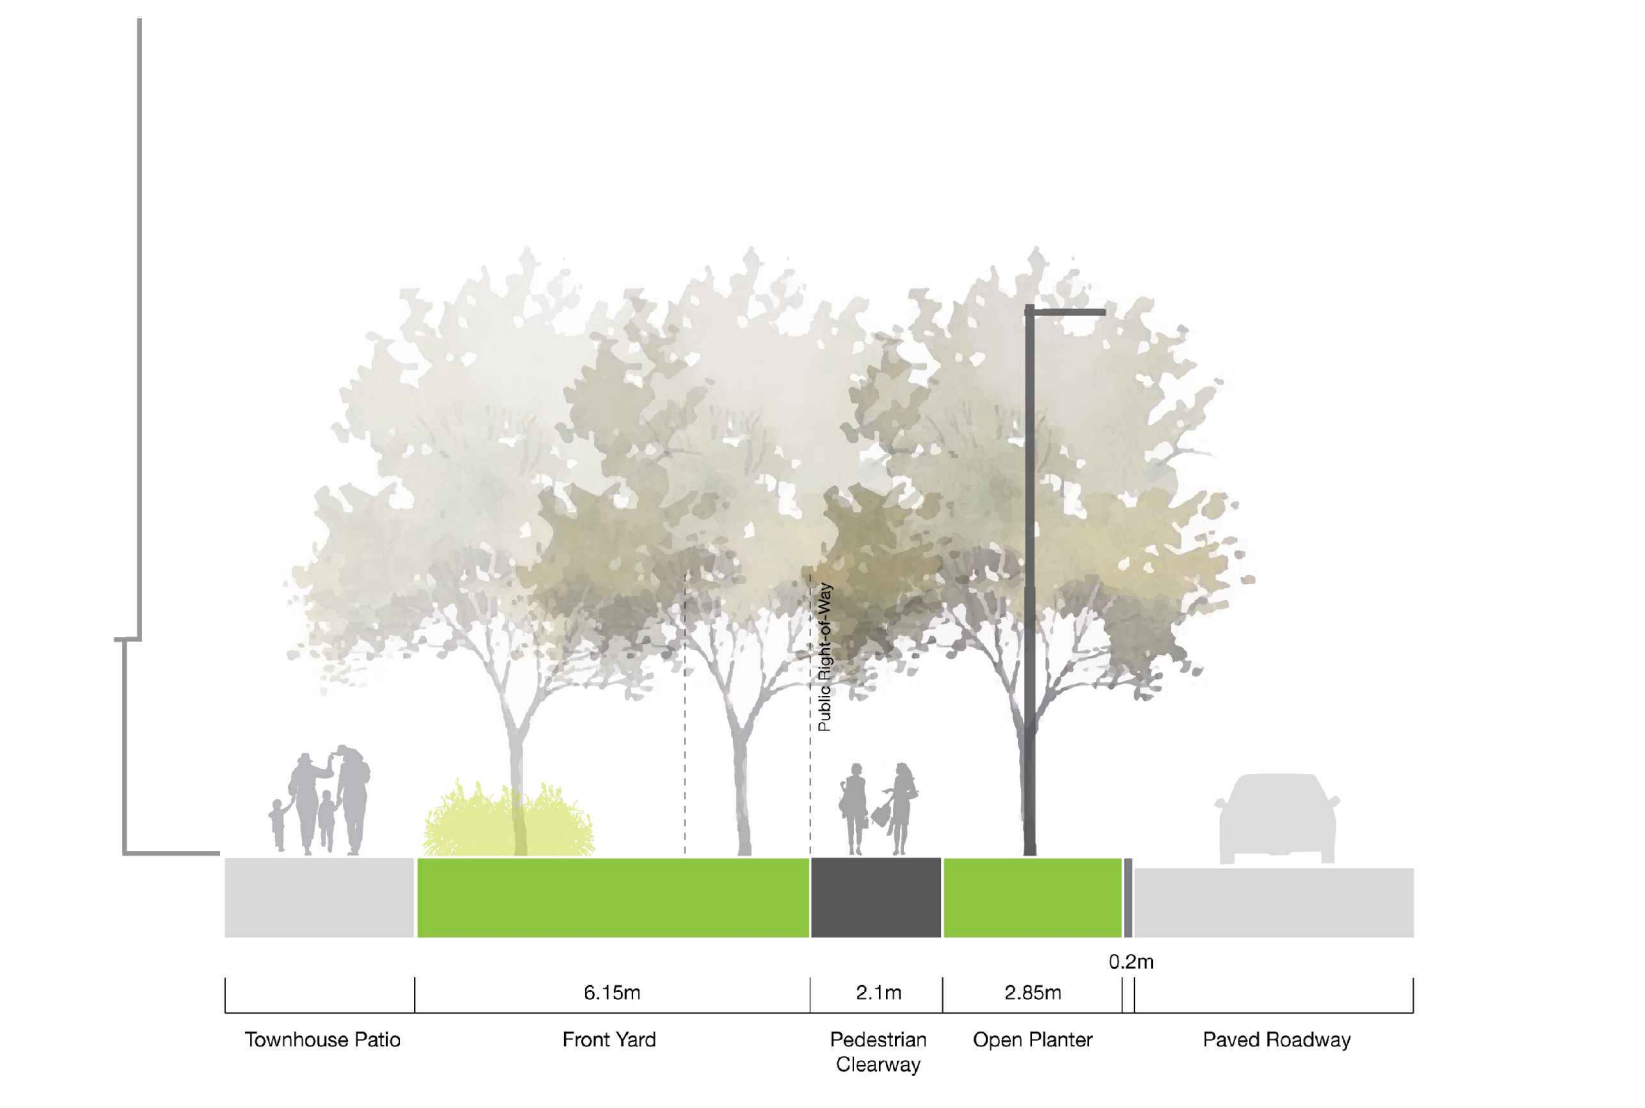 Public Right-of-Way
0.2m
6.15m
2.1m
2.85m
Townhouse Patio
Front Yard
Pedestrian
Clearway
Open Planter
Paved Roadway